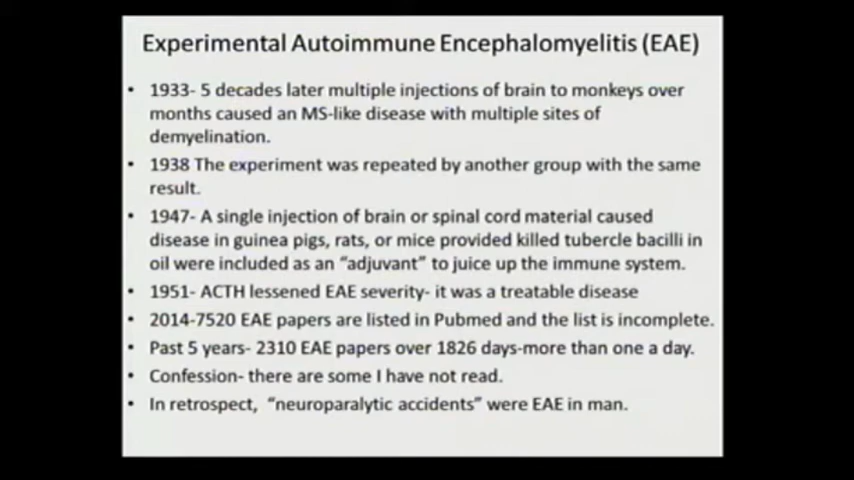 Experimental Autoimmune Encephalomyelitis (EAE)
• 1933- 5 decades later multiple injections of brain to monkeys over
months caused an MS-like disease with multiple sites of
demyelination.
• 1938 The experiment was repeated by another group with the same
result.
• 1947- A single injection of brain or spinal cord material caused
disease in guinea pigs, rats, or mice provided killed tubercle bacilli in
oil were included as an “adjuvant” to juice up the immune system.
• 1951- ACTH lessened EAE severity- it was a treatable disease
• 2014-7520 EAE papers are listed in Pubmed and the list is incomplete.
• Past 5 years- 2310 EAE papers over 1826 days-more than one a day.
• Confession- there are some I have not read.
• In retrospect, “neuroparalytic accidents” were EAE in man.